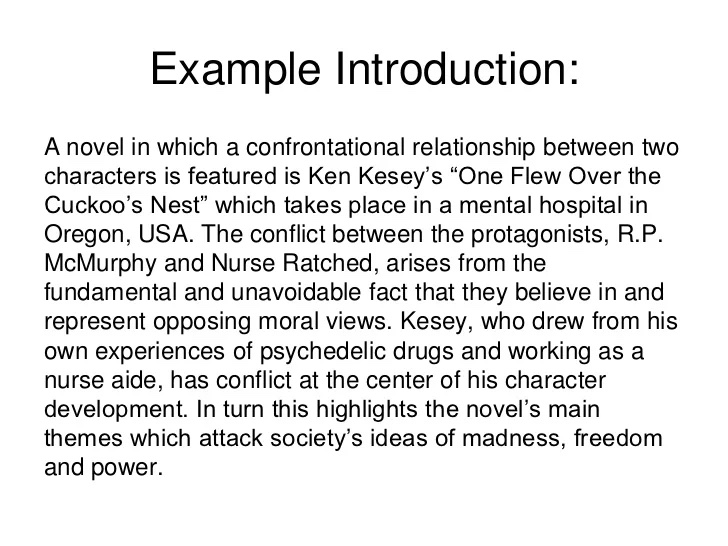 Example Introduction:
A novel in which a confrontational relationship between two
characters is featured is Ken Kesey’s “One Flew Over the
Cuckoo’s Nest” which takes place in a mental hospital in
Oregon, USA. The conflict between the protagonists, R.P.
McMurphy and Nurse Ratched, arises from the
fundamental and unavoidable fact that they believe in and
represent opposing moral views. Kesey, who drew from his
own experiences of psychedelic drugs and working as a
nurse aide, has conflict at the center of his character
development. In turn this highlights the novel’s main
themes which attack society’s ideas of madness, freedom
and power.